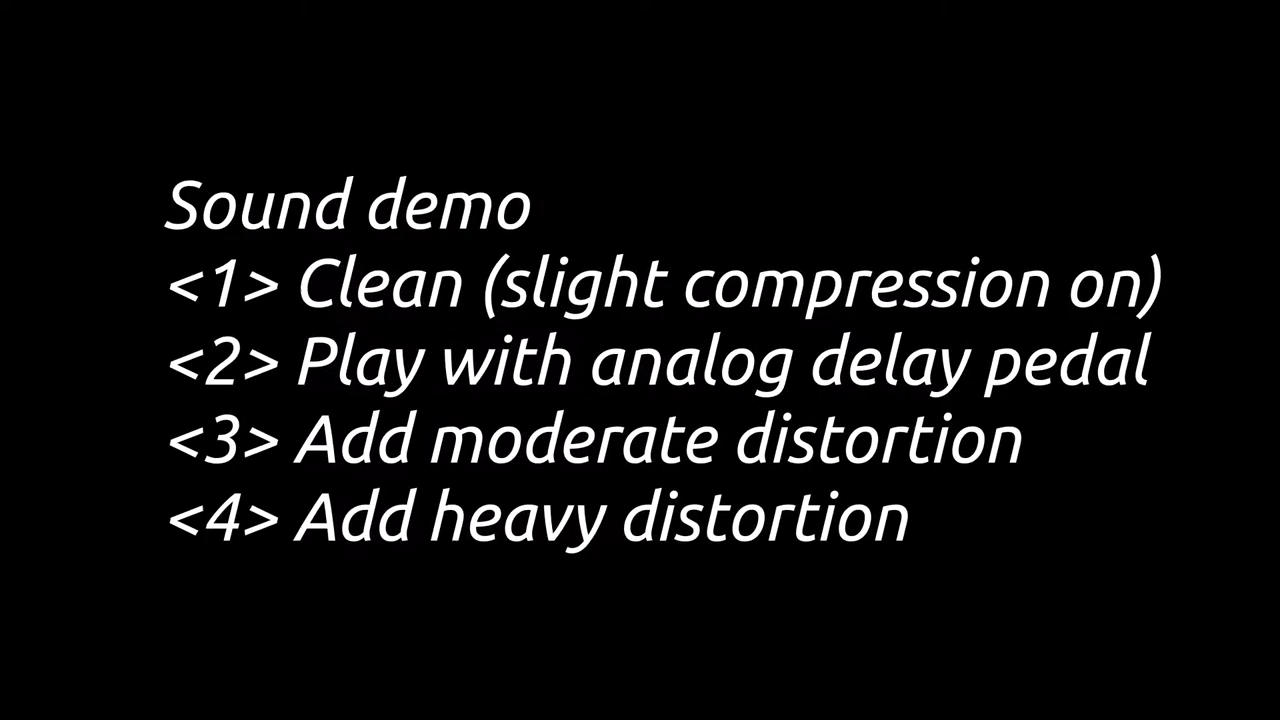 Sound demo
<1> Clean (slight compression on)
<2> Play with analog delay pedal
<3> Add moderate distortion
<4> Add heavy distortion